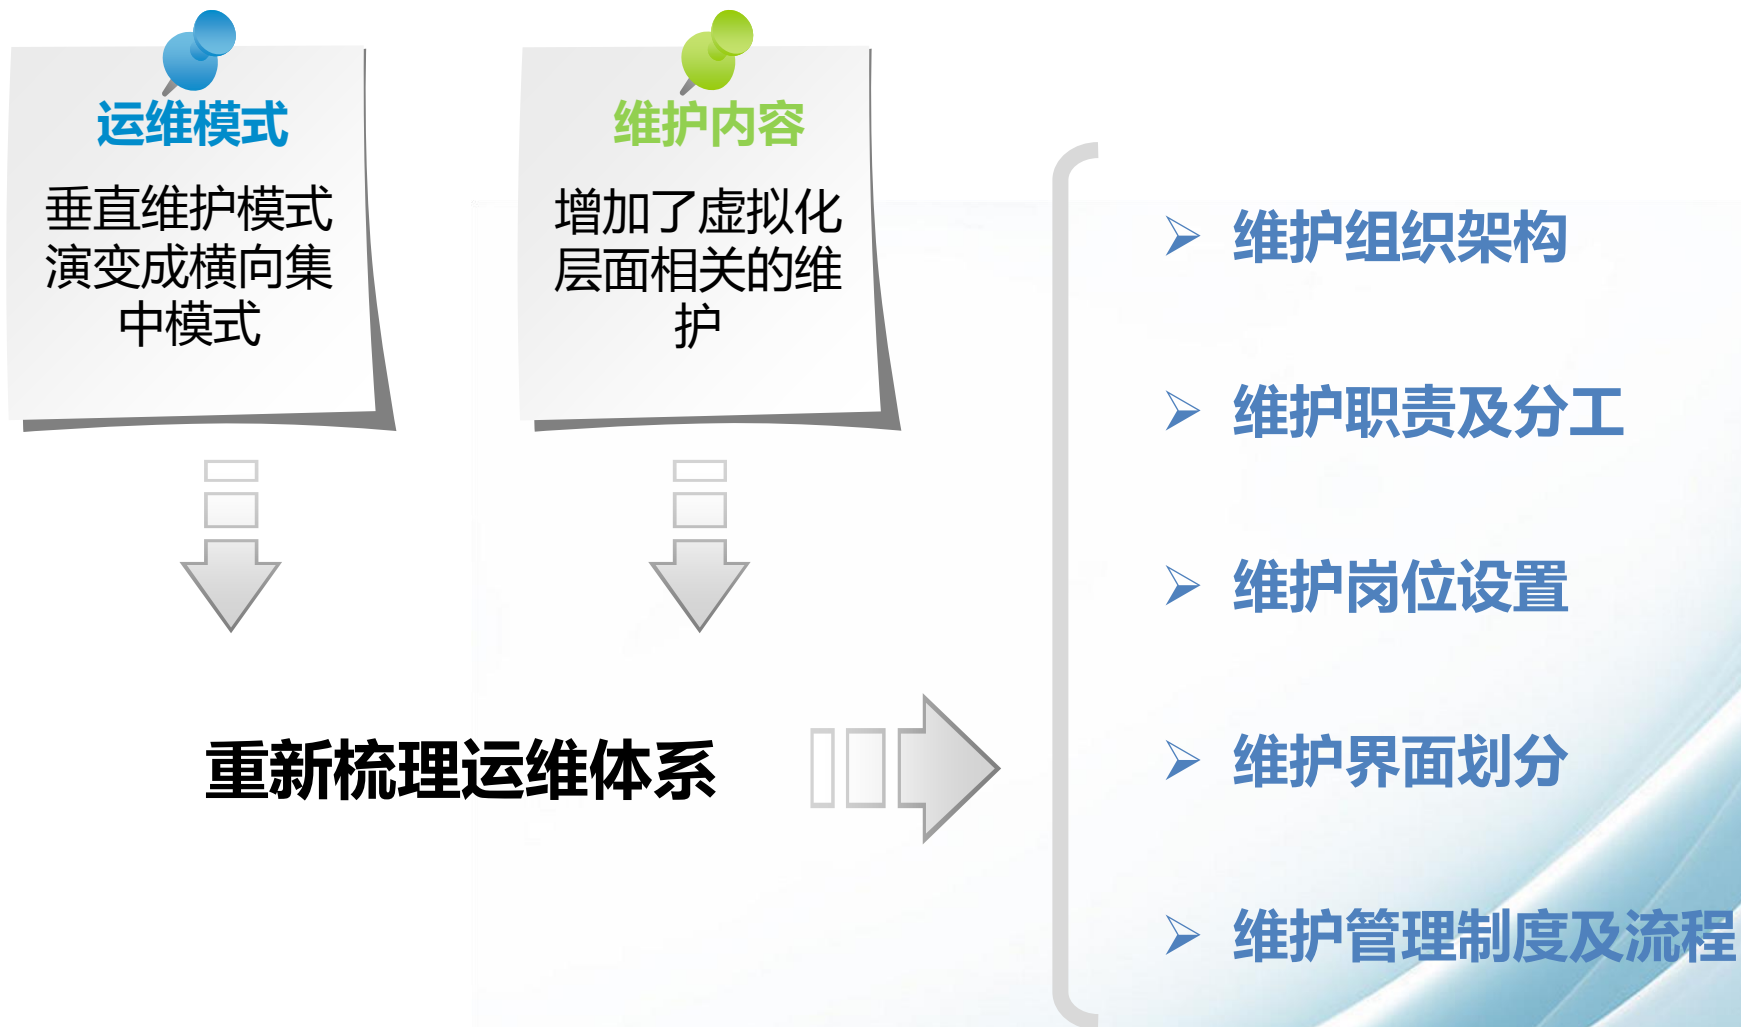 运维模式
垂直维护模式
演变成横向集
中模式
维护内容
增加了虚拟化
层面相关的维
护
重新梳理运维体系
维护组织架构
维护职责及分工
维护岗位设置
维护界面划分
维护管理制度及流程